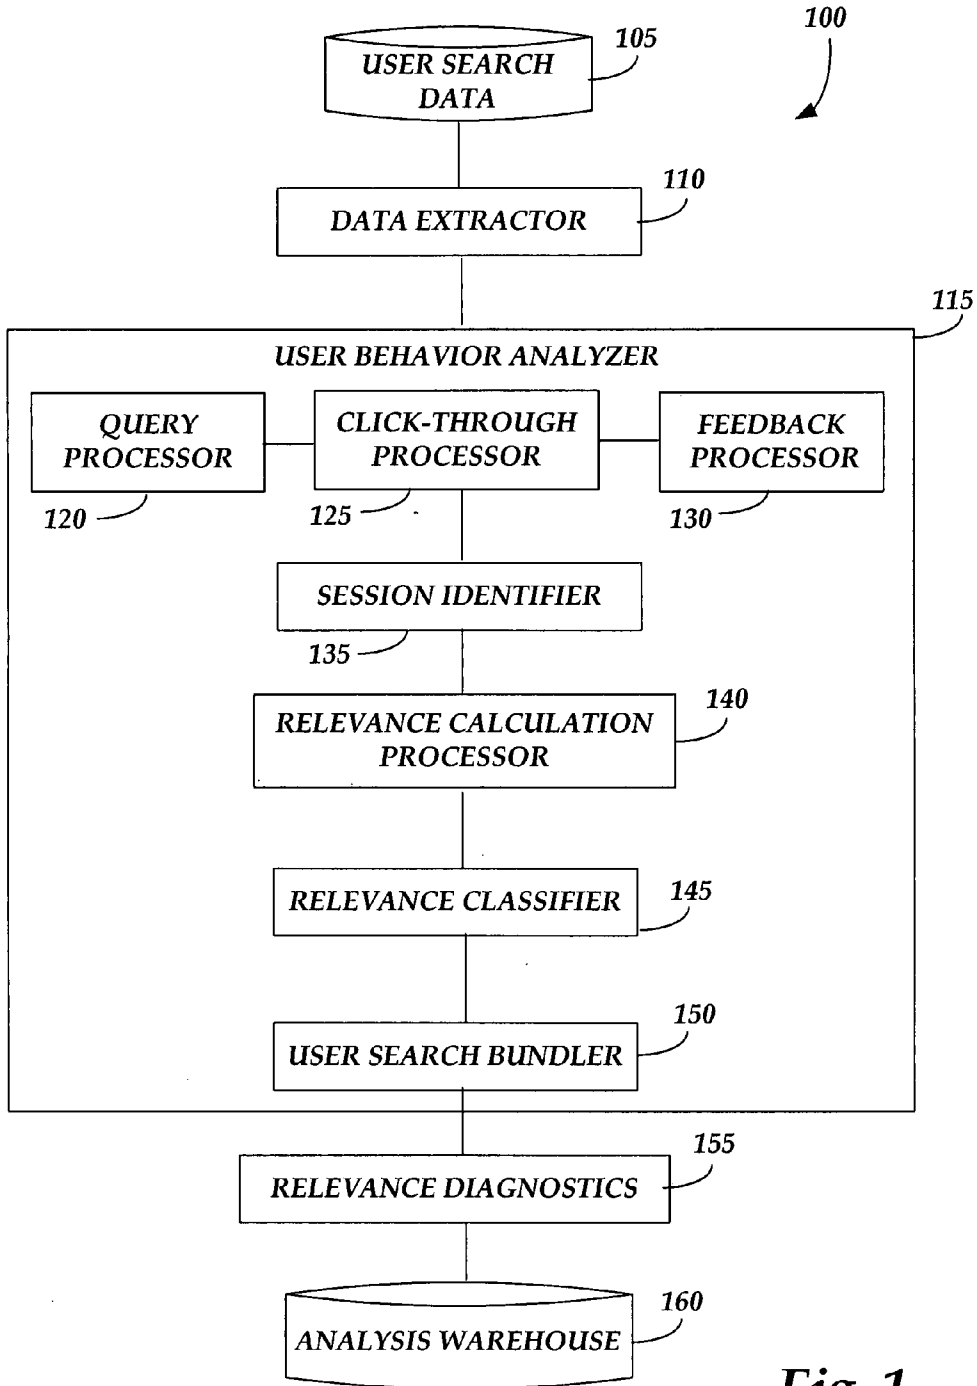 100
105
USER SEARCH
DATA
110
DATA EXTRACTOR
115
USER BEHAVIOR ANALYZER
QUERY
PROCESSOR
120
CLICK-THROUGH
PROCESSOR
125
FEEDBACK
PROCESSOR
130
SESSION IDENTIFIER
135
RELEVANCE CALCULATION
PROCESSOR
140
RELEVANCE CLASSIFIER
145
USER SEARCH BUNDLER
150
RELEVANCE DIAGNOSTICS
155
ANALYSIS WAREHOUSE
160
Fig. 1